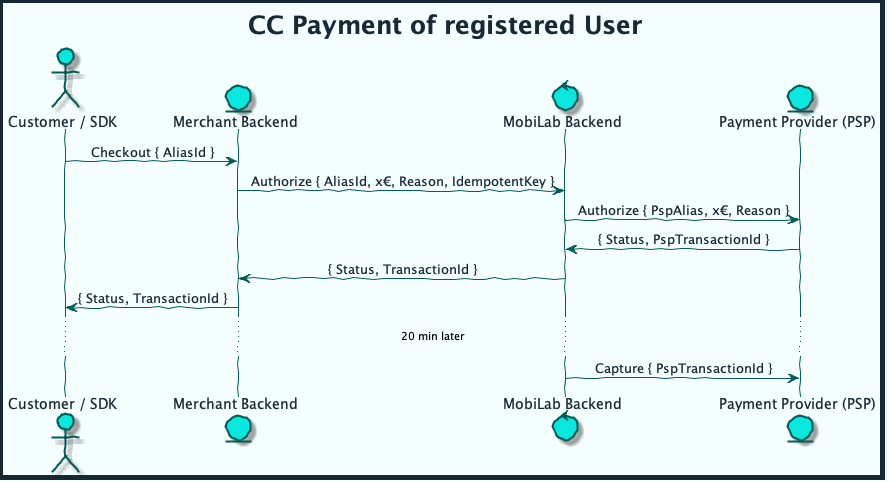 CC Payment of registered User
Customer / SDK
Merchant Backend
MobiLab Backend
Payment Provider (PSP)
Checkout { AliasId }
Authorize { AliasId, x€, Reason, IdempotentKey }
Authorize { PspAlias, x€, Reason }
{ Status, PspTransactionId }
{ Status, TransactionId }
{ Status, TransactionId }
20 min later
Capture { PspTransactionId }
Customer / SDK
Merchant Backend
MobiLab Backend
Payment Provider (PSP)